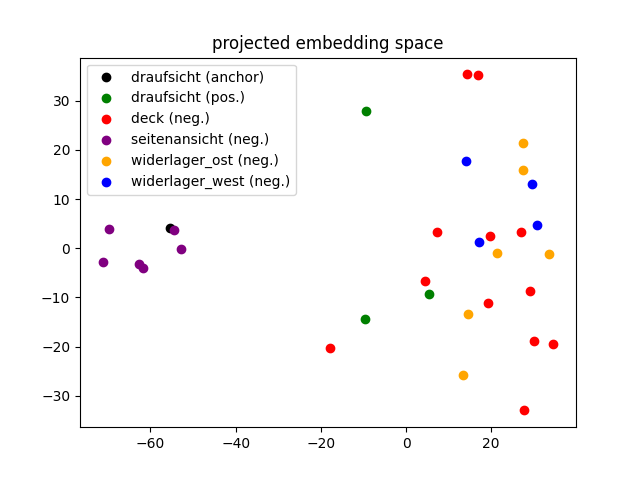 projected embedding space
draufsicht (anchor)
draufsicht (pos.)
deck (neg.)
seitenansicht (neg.)
widerlager_ost (neg.)
widerlager_west (neg.)
30
20
10
0
−10
−20
−30
−60
−40
−20
0
20